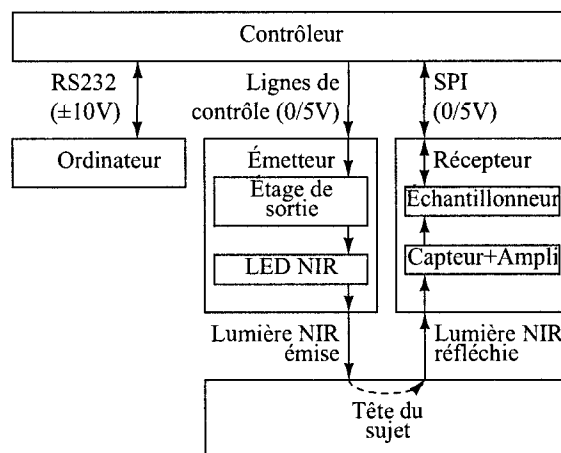 Contrôleur
RS232
(±10V)
Lignes de
contrôle (0/5V)
SPI
(0/5V)
Ordinateur
Émetteur
Étage de
sortie
LED NIR
Récepteur
Échantillonneur
Capteur+Ampli
Lumière NIR
émise
Lumière NIR
réfléchie
Tête du
sujet